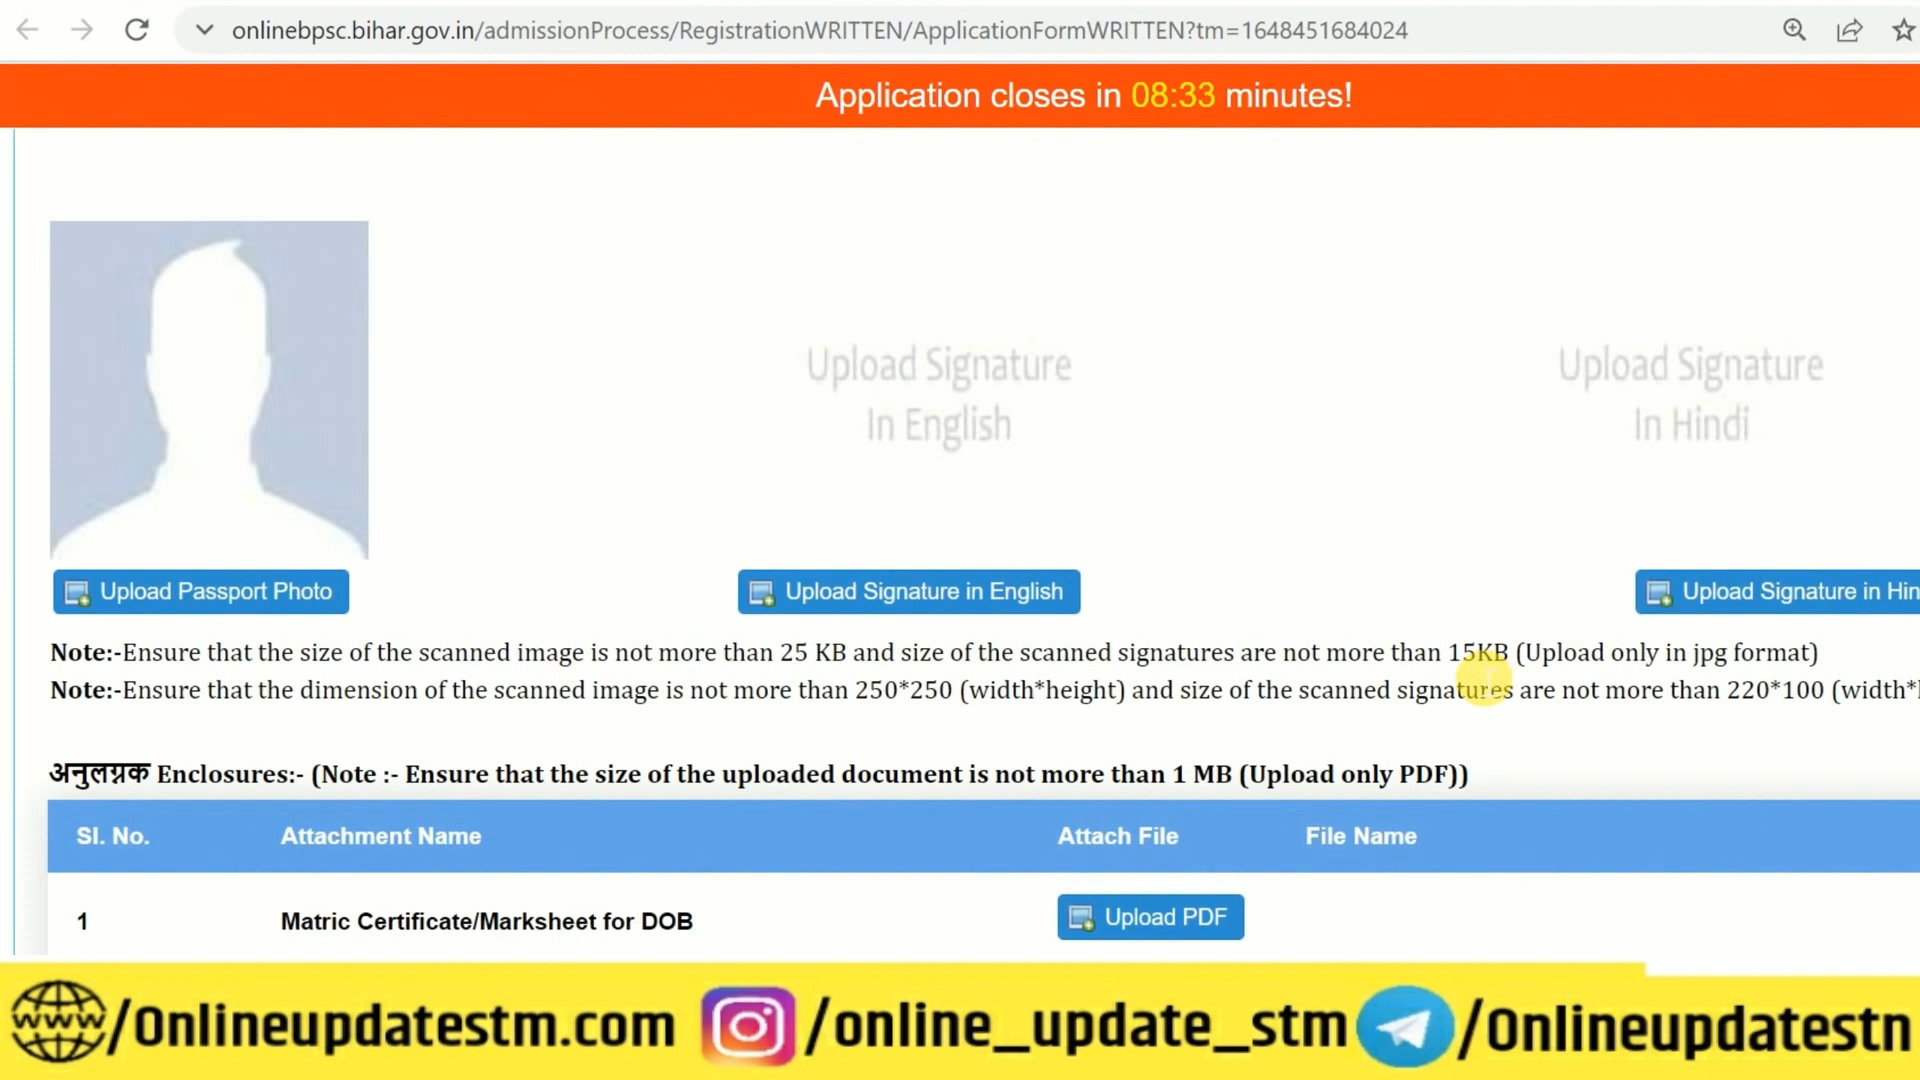 onlinebpsc.bihar.gov.in/admissionProcess/RegistrationWRITTEN/ApplicationFormWRITTEN?tm=1648451684024
Application closes in 08:33 minutes!
Upload Signature
In English
Upload Signature
In Hindi
Upload Passport Photo
Upload Signature in English
Upload Signature in Hin
Note:-Ensure that the size of the scanned image is not more than 25 KB and size of the scanned signatures are not more than 15KB (Upload only in jpg format)
Note:-Ensure that the dimension of the scanned image is not more than 250*250 (width*height) and size of the scanned signatures are not more than 220*100 (width*
अनुलग्नक Enclosures:- (Note :- Ensure that the size of the uploaded document is not more than 1 MB (Upload only PDF))
Sl. No. Attachment Name Attach File File Name
1 Matric Certificate/Marksheet for DOB Upload PDF
www /Onlineupdatestm.com /online_update_stm /Onlineupdatestn